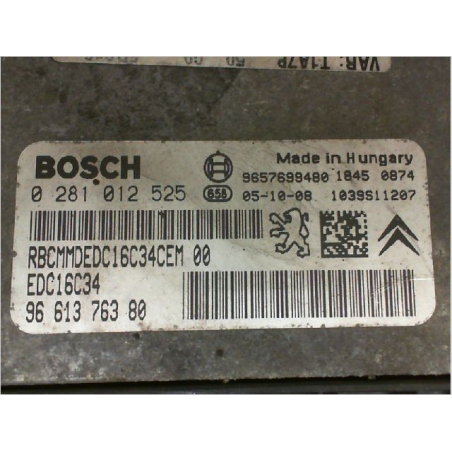 VAR: T1A7P
BOSCH
Made in Hungary
9657699480 1845 0874
0 281 012 525 656 05-10-08 1039S11207
RBCMMDEDC16C34CEM 00
EDC16C34
96 613 763 80